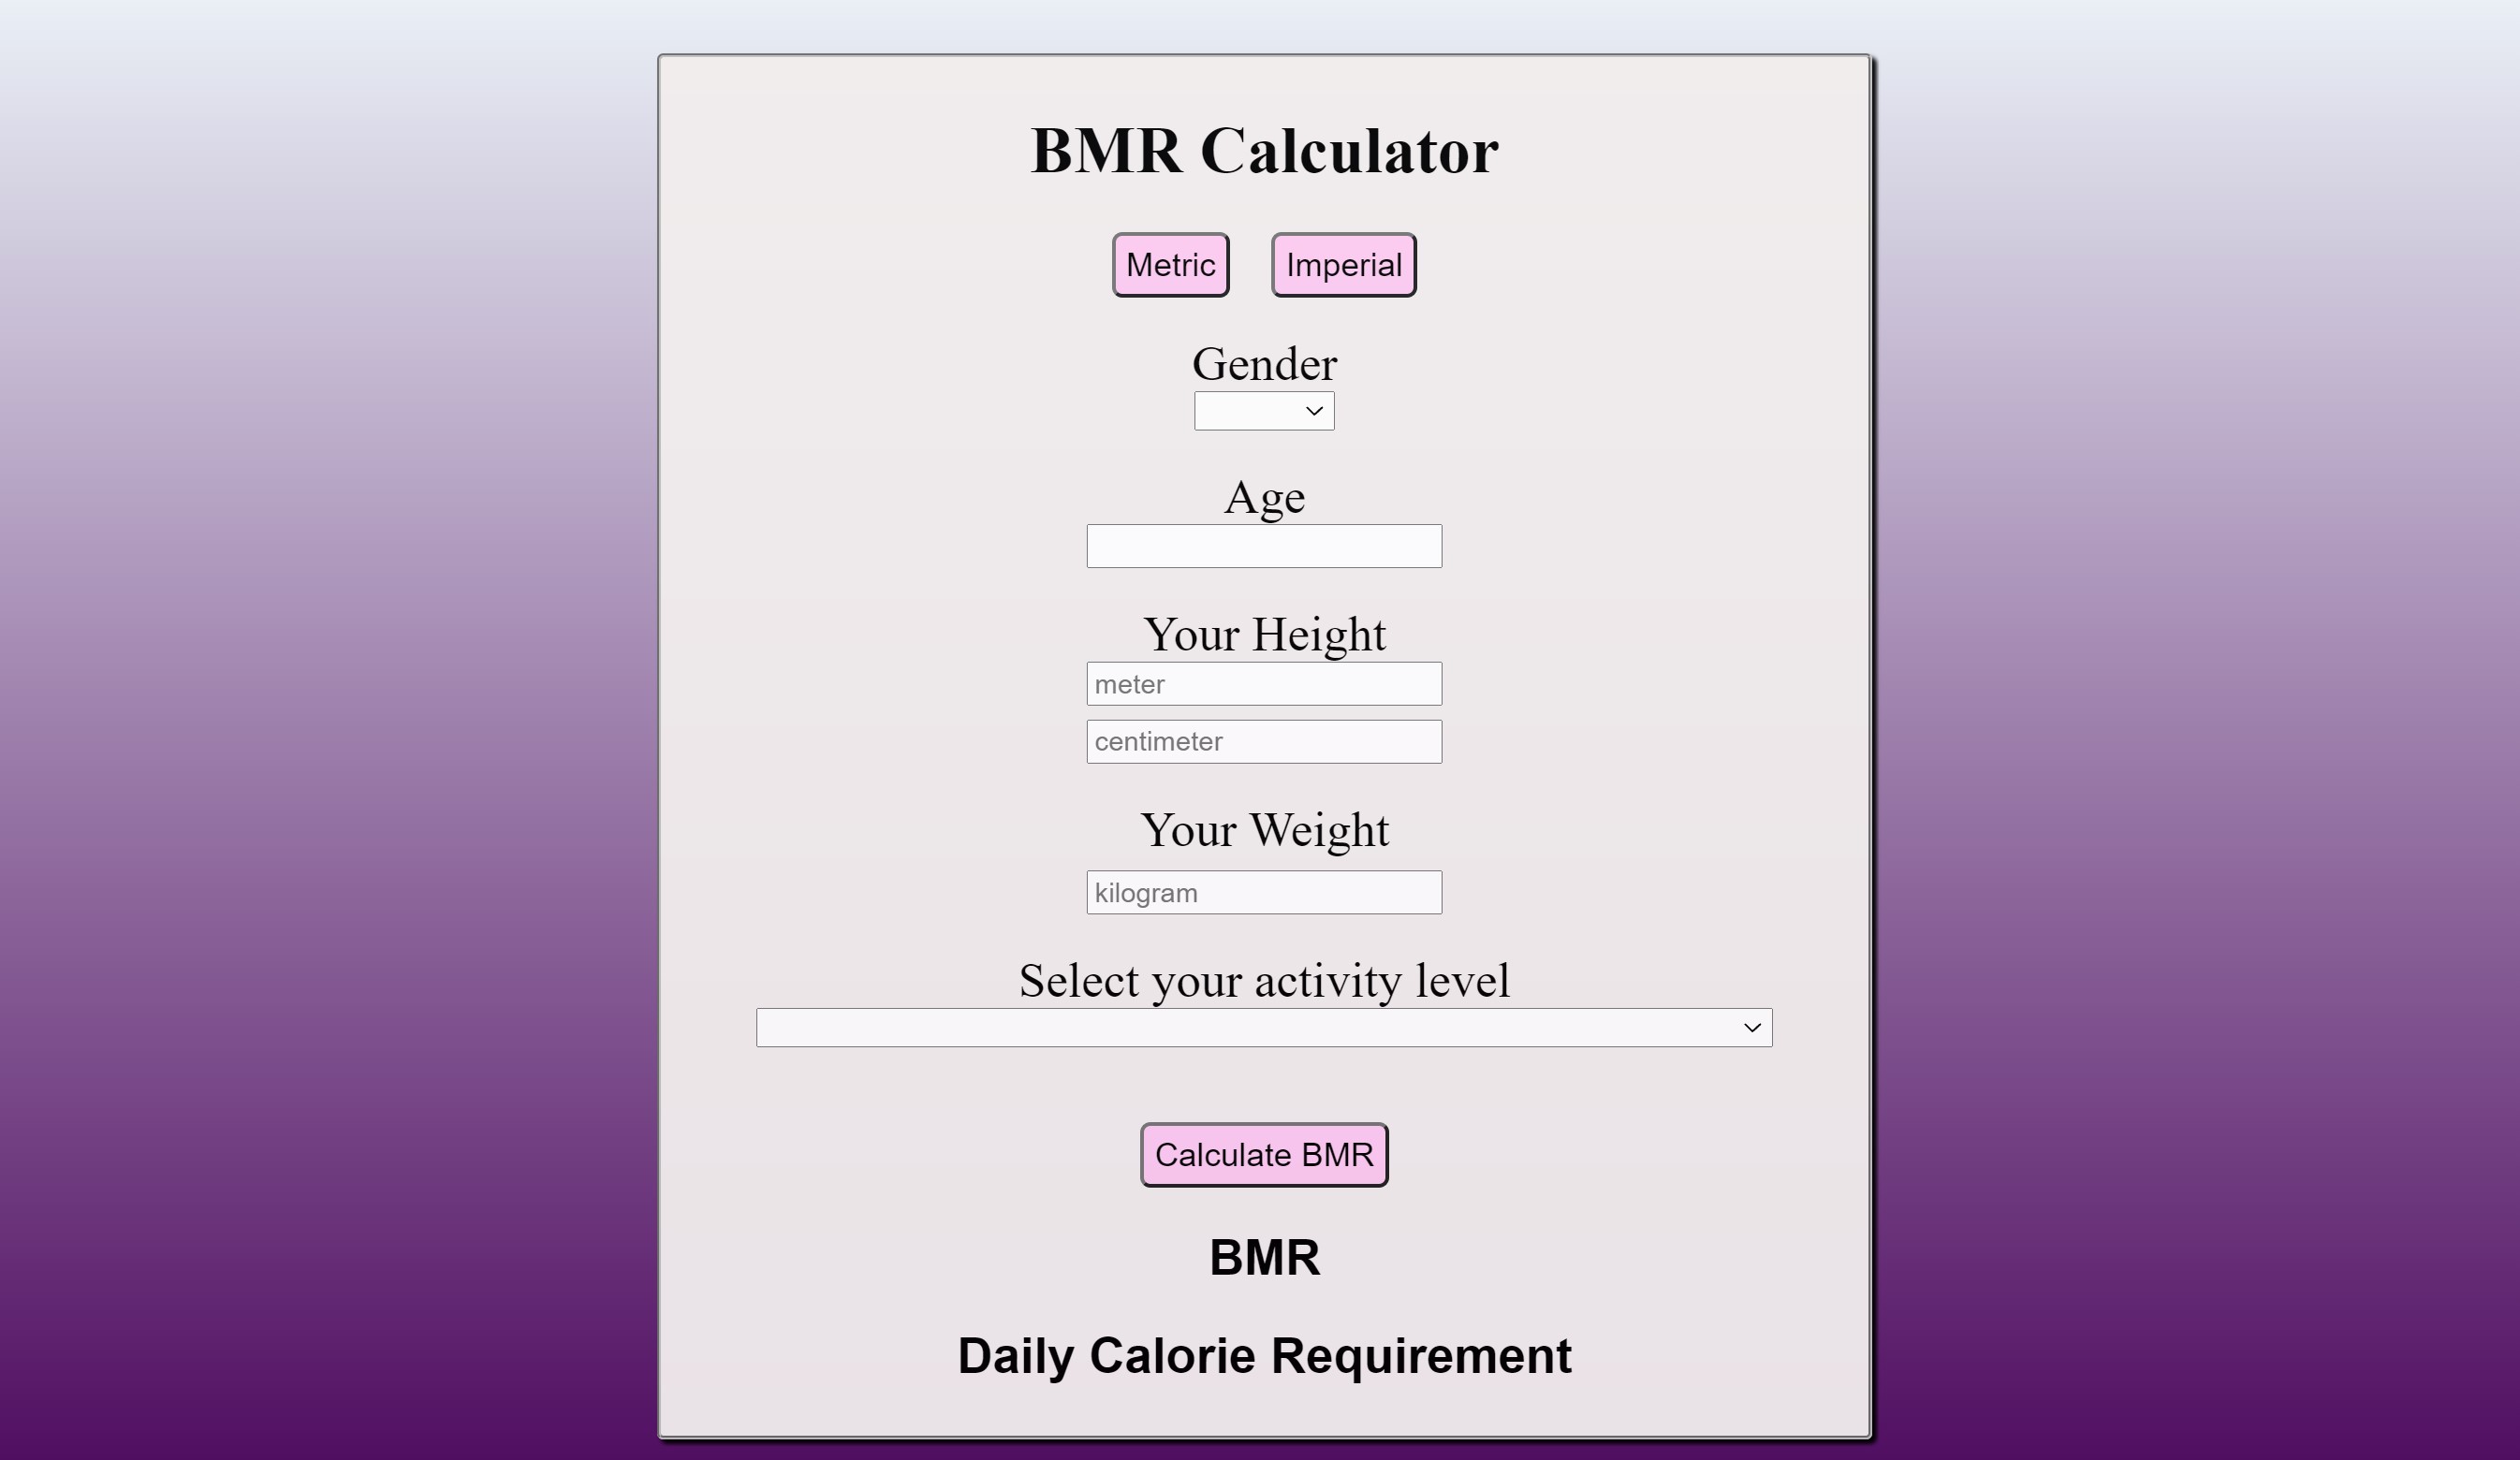 BMR Calculator
Metric Imperial
Gender
Age
Your Height
meter
centimeter
Your Weight
kilogram
Select your activity level
Calculate BMR
BMR
Daily Calorie Requirement